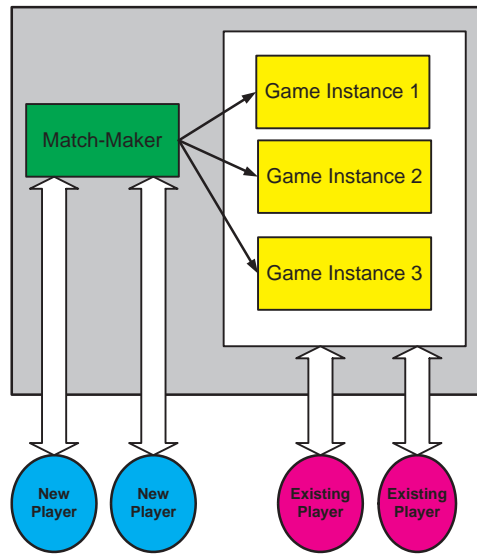 Game Instance 1
Match-Maker
Game Instance 2
Game Instance 3
New
Player
New
Player
Existing
Player
Existing
Player